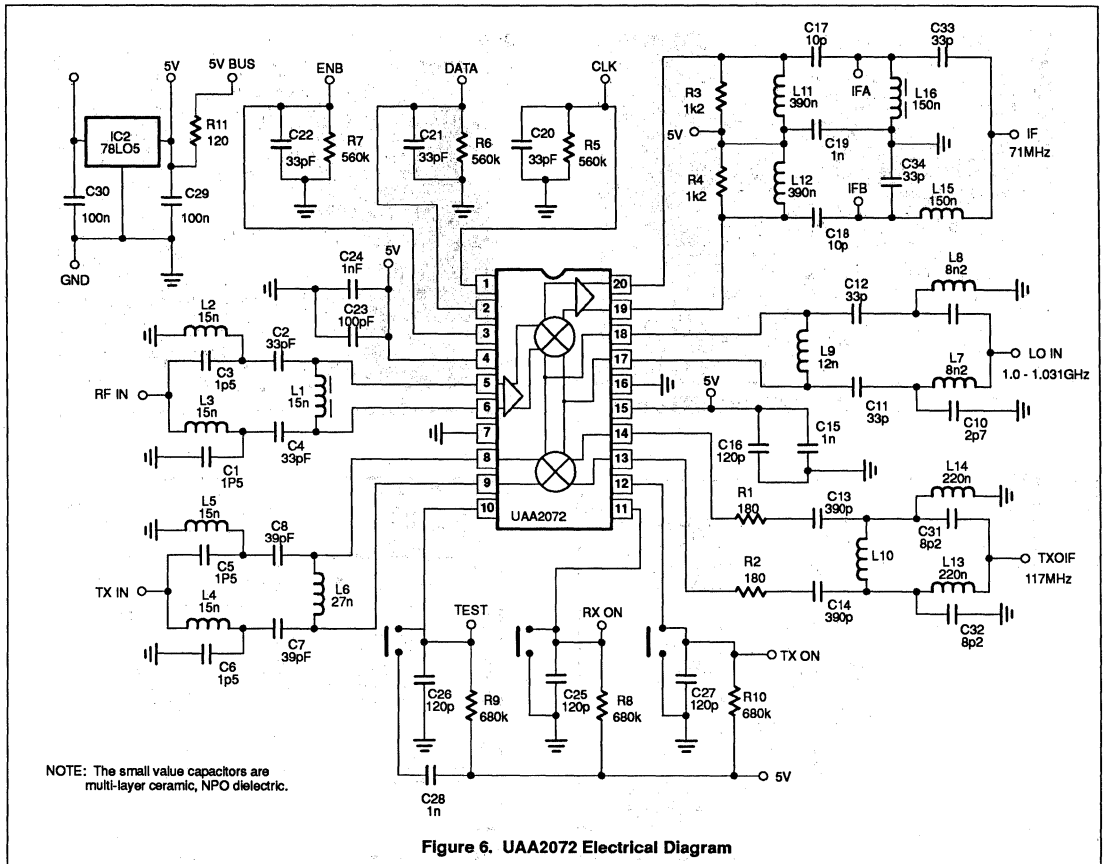 5V
5V BUS
IC2
78LO5
R11
120
C30
100n
C29
100n
GND
ENB
C22
33pF
R7
560k
DATA
C21
33pF
R6
560k
CLK
C20
33pF
R5
560k
C17
10p
C33
33p
R3
1k2
L11
390n
IFA
L16
150n
5V
C19
1n
IF
71MHz
R4
1k2
L12
390n
C34
33p
IFB
L15
150n
C18
10p
C24
1nF
5V
C23
100pF
L2
15n
C2
33pF
C3
1p5
RF IN
L1
15n
L3
15n
C1
1P5
C4
33pF
L5
15n
C8
39pF
C5
1P5
TX IN
L6
27n
L4
15n
C6
1p5
C7
39pF
1
2
3
4
5
6
7
8
9
10
20
19
18
17
16
15
14
13
12
11
UAA2072
L8
8n2
C12
33p
L9
12n
LO IN
1.0 - 1.031GHz
L7
8n2
C11
33p
C10
2p7
5V
C16
120p
C15
1n
L14
220n
R1
180
C13
390p
C31
8p2
L10
TXOIF
117MHz
L13
220n
R2
180
C14
390p
C32
8p2
TEST
C26
120p
R9
680k
RX ON
C25
120p
R8
680k
TX ON
C27
120p
R10
680k
C28
1n
5V
NOTE: The small value capacitors are
multi-layer ceramic, NPO dielectric.
Figure 6. UAA2072 Electrical Diagram